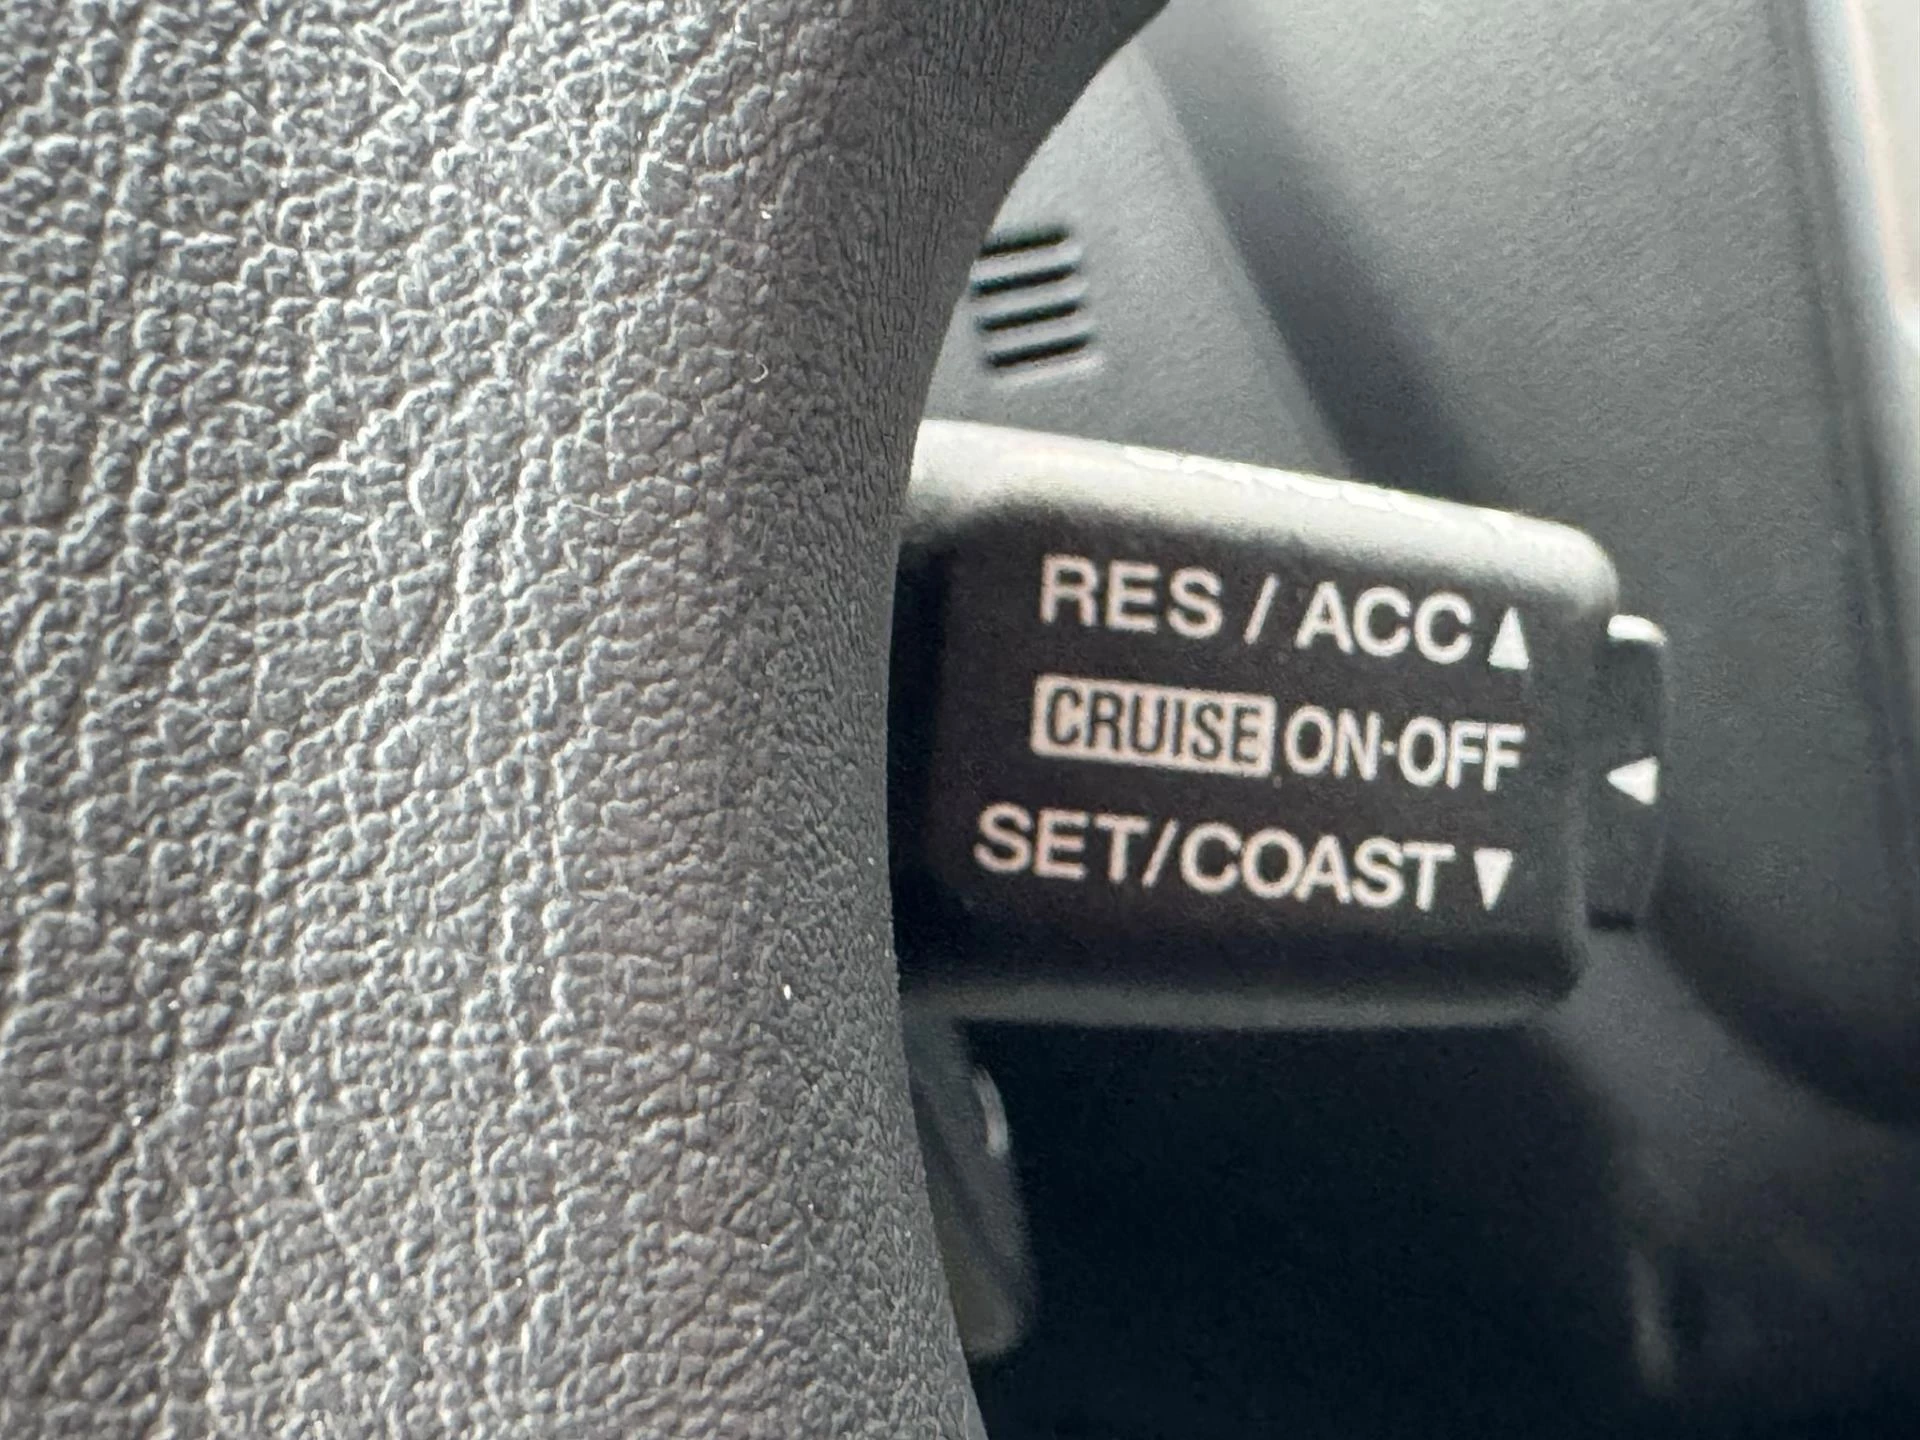 RES / ACC▲
CRUISE ON·OFF ◀
SET/COAST▼